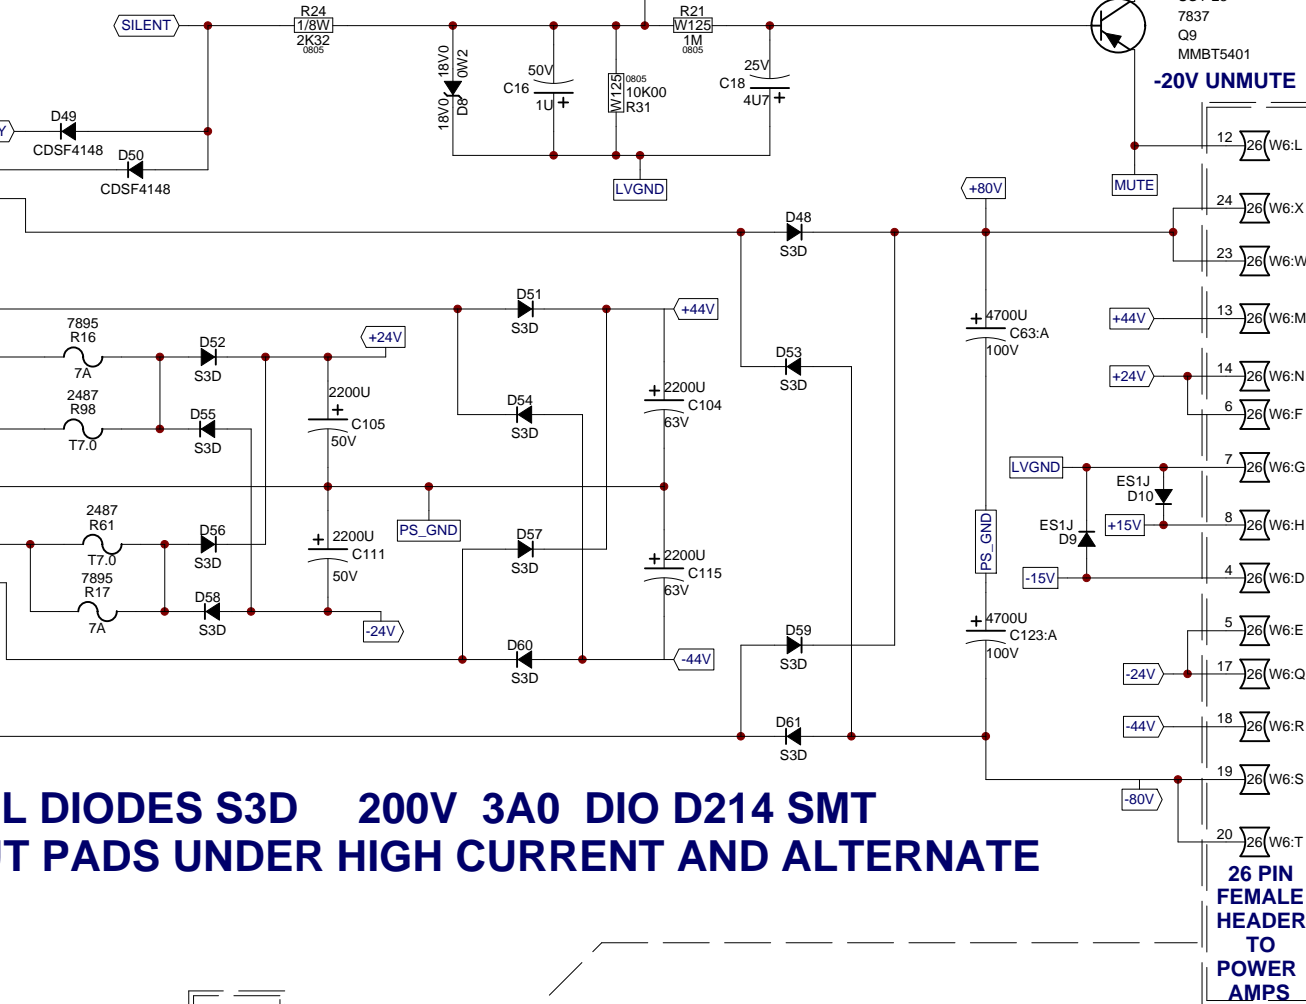 SILENT
R24
1/8W
2K32
0805
18V0 18V0
0W2
D8
50V
C16
1U
W125
0805
10K00
R31
R21
W125
1M
0805
25V
C18
4U7
7837
Q9
MMBT5401
-20V UNMUTE
D49
CDSF4148
Y
D50
CDSF4148
LVGND
MUTE
12 26 W6:L
+80V
24 26 W6:X
23 26 W6:W
D48
S3D
D51
S3D
+44V
+44V
13 26 W6:M
7895
R16
7A
D52
S3D
+24V
4700U
C63:A
100V
D53
S3D
+24V
14 26 W6:N
6 26 W6:F
2487
R98
T7.0
D55
S3D
2200U
C105
50V
D54
S3D
2200U
C104
63V
LVGND
7 26 W6:G
ES1J
D10
PS_GND
2487
R61
T7.0
D56
S3D
2200U
C111
50V
D57
S3D
PS_GND
ES1J
D9
+15V
8 26 W6:H
2200U
C115
63V
-15V
4 26 W6:D
7895
R17
7A
D58
S3D
-24V
D59
S3D
4700U
C123:A
100V
5 26 W6:E
D60
S3D
-44V
-24V
17 26 W6:Q
D61
S3D
-44V
18 26 W6:R
19 26 W6:S
-80V
20 26 W6:T
L DIODES S3D 200V 3A0 DIO D214 SMT
UT PADS UNDER HIGH CURRENT AND ALTERNATE
26 PIN
FEMALE
HEADER
TO
POWER
AMPS